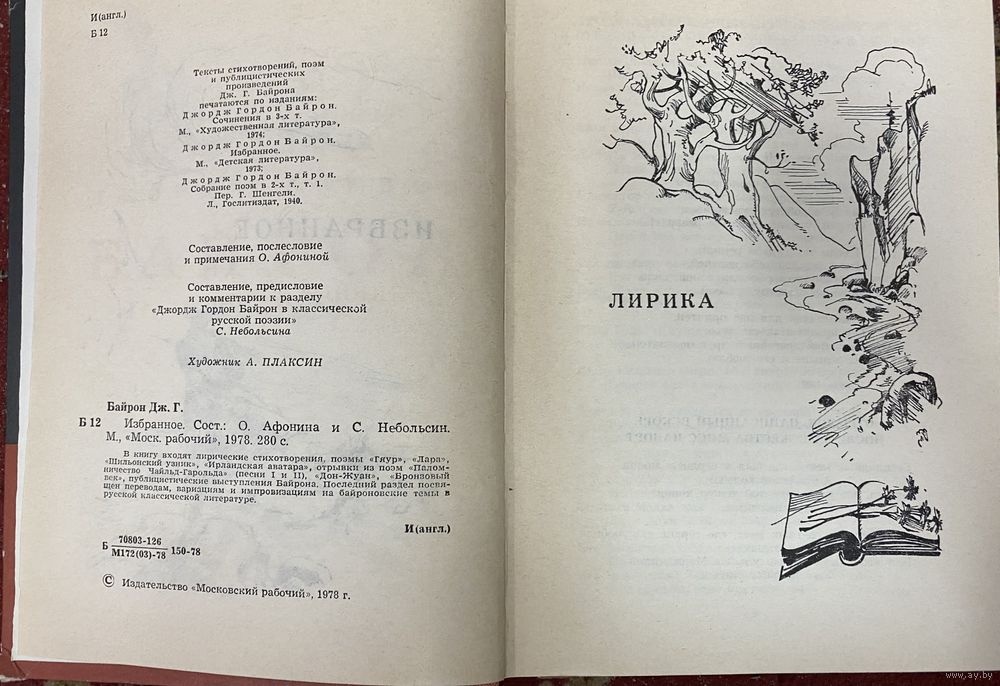 И(англ.)
Б 12
Тексты стихотворений, поэм
и публицистических
произведений
Дж. Г. Байрона
печатаются по изданиям:
Джордж Гордон Байрон.
Сочинения в 3-х т.
М., «Художественная литература»,
1974;
Джордж Гордон Байрон.
Избранное.
М., «Детская литература»,
1973;
Джордж Гордон Байрон.
Собрание поэм в 2-х т., т. 1.
Пер. Г. Шенгели.
Л., Гослитиздат, 1940.
ИЗБРАННОЕ
Составление, послесловие
и примечания О. Афониной
Составление, предисловие
и комментарии к разделу
«Джордж Гордон Байрон в классической
русской поэзии»
С. Небольсина
Художник А. ПЛАКСИН
Байрон Дж. Г.
Б 12 Избранное. Сост.: О. Афонина и С. Небольсин.
М., «Моск. рабочий», 1978. 280 с.
В книгу входят лирические стихотворения, поэмы «Гяур», «Лара»,
«Шильонский узник», «Ирландская аватара», отрывки из поэм «Палом-
ничество Чайльд-Гарольда» (песни I и II), «Дон-Жуан», «Бронзовый
век», публицистические выступления Байрона. Последний раздел посвя-
щен переводам, вариациям и импровизациям на байроновские темы в
русской классической литературе.
И(англ.)
Б 70803-126
М172(03)-78 150-78
© Издательство «Московский рабочий», 1978 г.
ЛИРИКА
www.ay.by